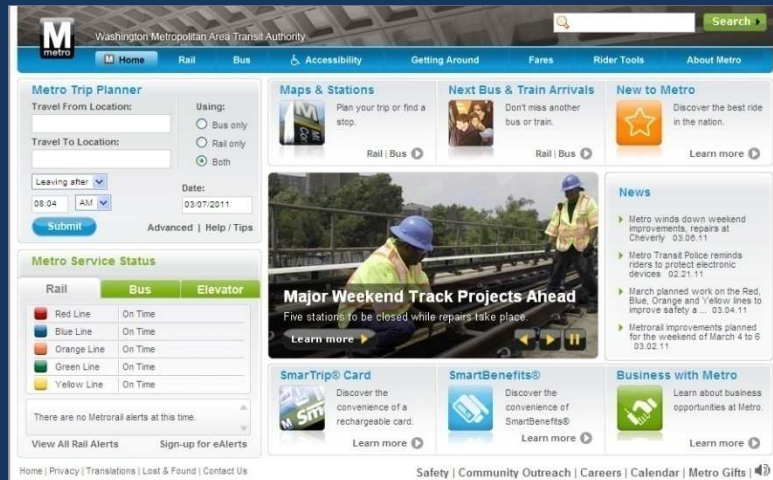 M
metro
Washington Metropolitan Area Transit Authority
Search
M Home Rail Bus Accessibility Getting Around Fares Rider Tools About Metro
Metro Trip Planner
Travel From Location:
Travel To Location:
Using:
Bus only
Rail only
Both
Leaving after
08:04 AM
Date:
03/07/2011
Submit
Advanced | Help / Tips
Maps & Stations
Plan your trip or find a
stop.
Rail | Bus
Next Bus & Train Arrivals
Don't miss another
bus or train.
Rail | Bus
New to Metro
Discover the best ride
in the nation.
Learn more
Metro Service Status
Rail Bus Elevator
Red Line On Time
Blue Line On Time
Orange Line On Time
Green Line On Time
Yellow Line On Time
There are no Metrorail alerts at this time.
View All Rail Alerts Sign-up for eAlerts
Major Weekend Track Projects Ahead
Five stations to be closed while repairs take place.
Learn more
News
Metro winds down weekend
improvements, repairs at
Cheverly 03.06.11
Metro Transit Police reminds
riders to protect electronic
devices 02.21.11
March planned work on the Red,
Blue, Orange and Yellow lines to
improve safety a ... 03.04.11
Metrorail improvements planned
for the weekend of March 4 to 6
03.02.11
SmarTrip® Card
Discover the
convenience of a
rechargeable card.
Learn more
SmartBenefits®
Discover the
convenience of
SmartBenefits®
Learn more
Business with Metro
Learn about business
opportunities at Metro.
Learn more
Home | Privacy | Translations | Lost & Found | Contact Us
Safety | Community Outreach | Careers | Calendar | Metro Gifts |